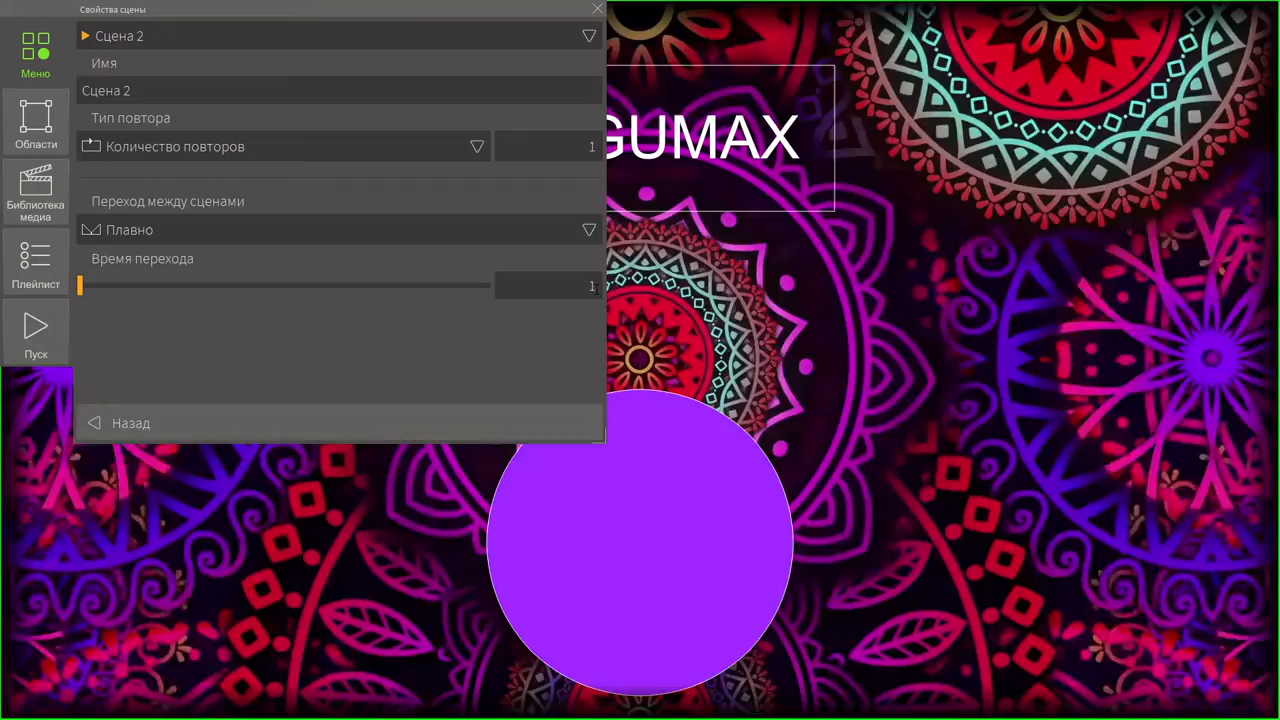 Свойства сцены
Сцена 2
Меню
Имя
Сцена 2
Тип повтора
Области
Количество повторов 1
Библиотека
медиа
Переход между сценами
Плавно
Время перехода
Плейлист
1
Пуск
Назад
GUMAX